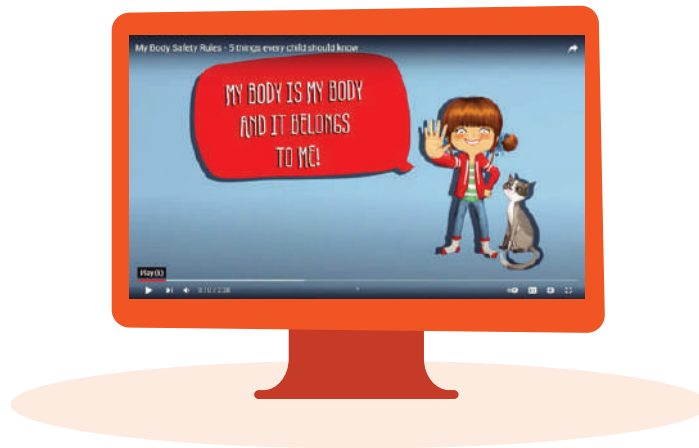 My Body Safety Rules - 5 things every child should know
MY BODY IS MY BODY
AND IT BELONGS
TO ME!
Play (k)